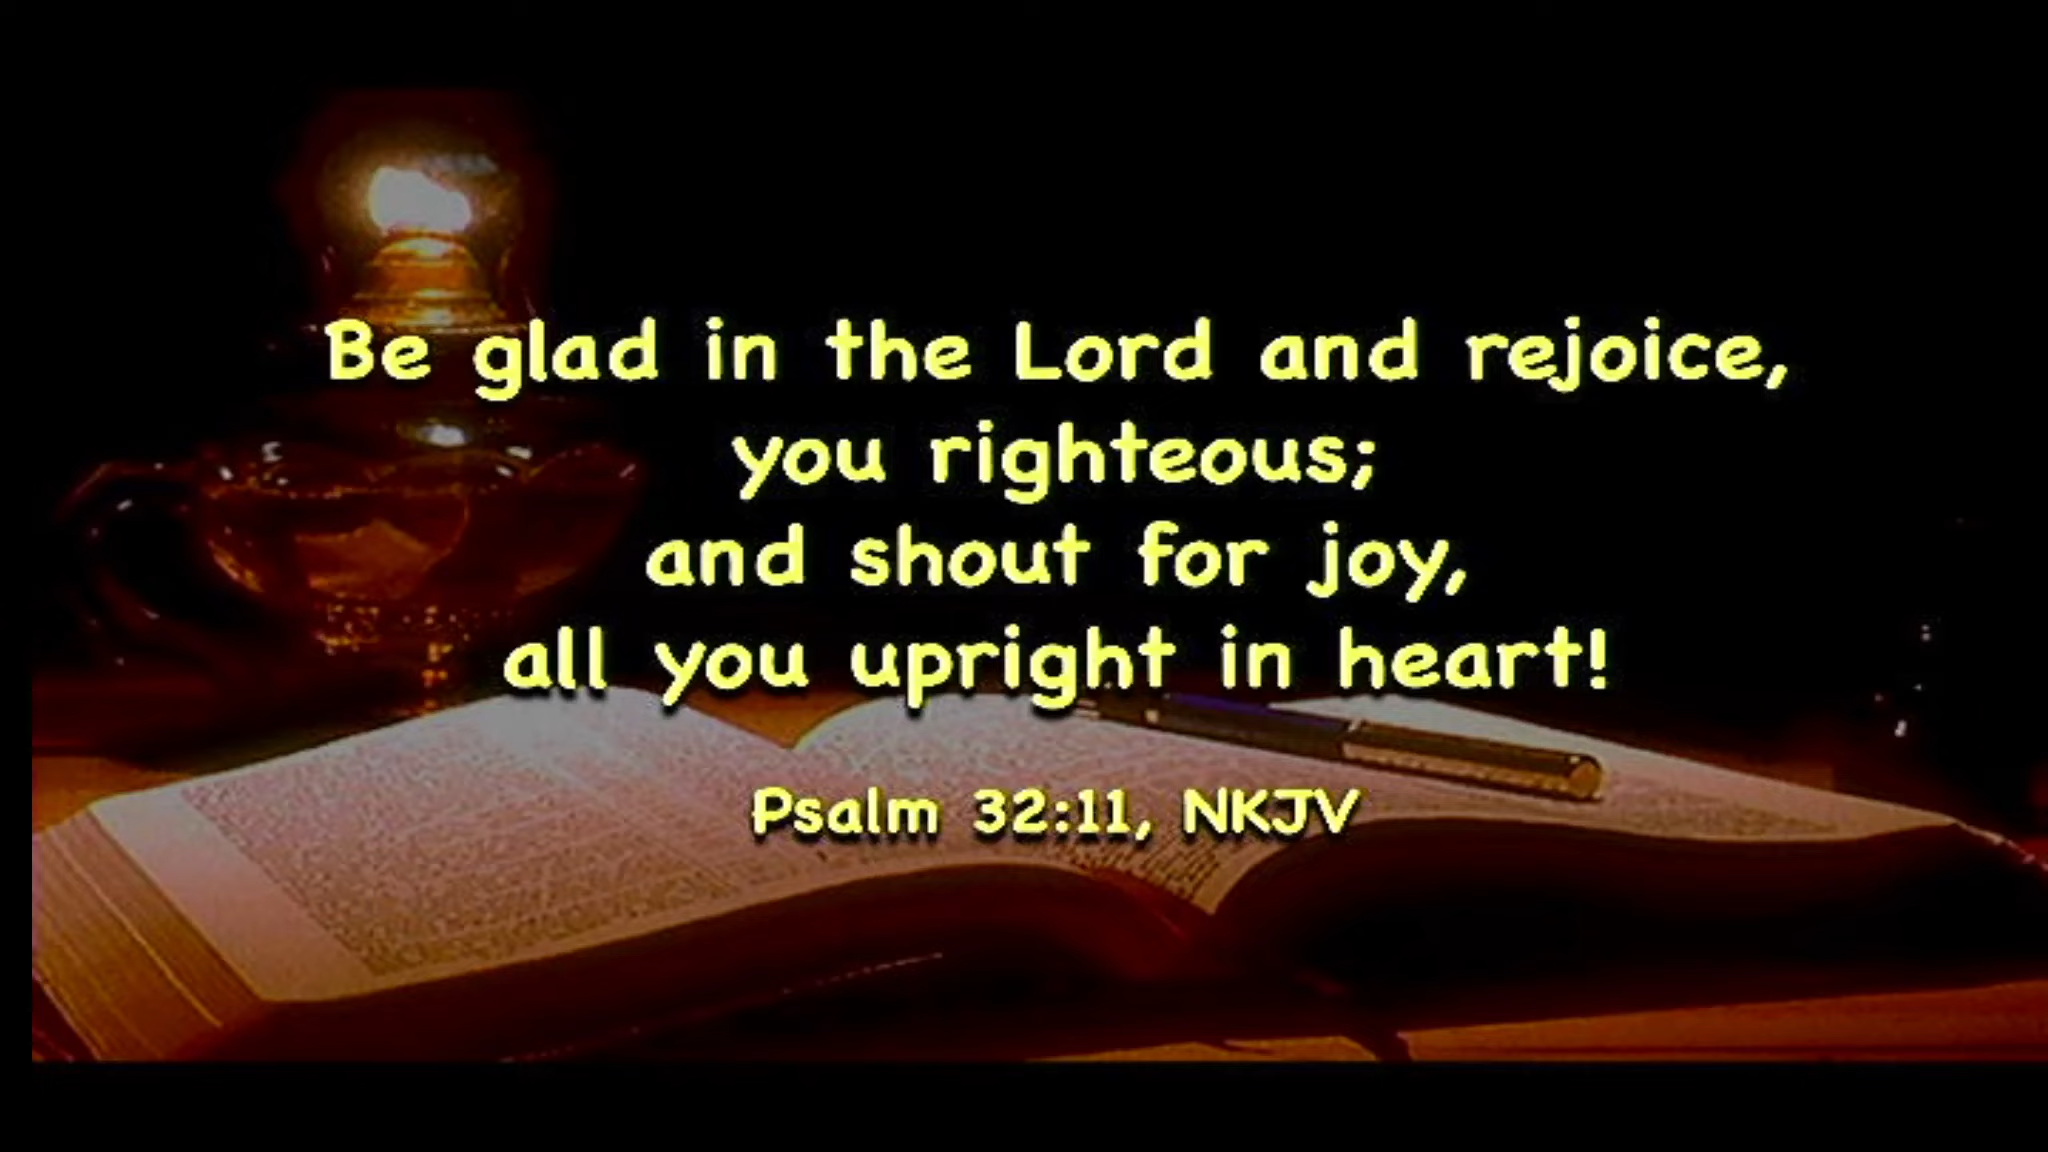 Be glad in the Lord and rejoice,
you righteous;
and shout for joy,
all you upright in heart!
Psalm 32:11, NKJV